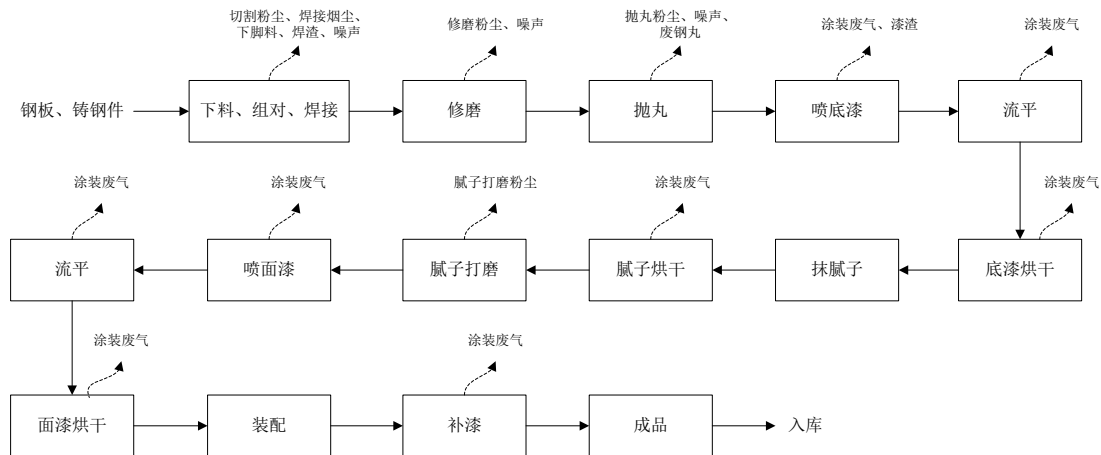 切割粉尘、焊接烟尘、
下脚料、焊渣、噪声
修磨粉尘、噪声
抛丸粉尘、噪声、
废钢丸
涂装废气、漆渣
涂装废气
钢板、铸钢件
下料、组对、焊接
修磨
抛丸
喷底漆
流平
涂装废气
涂装废气
腻子打磨粉尘
涂装废气
涂装废气
流平
喷面漆
腻子打磨
腻子烘干
抹腻子
底漆烘干
涂装废气
涂装废气
面漆烘干
装配
补漆
成品
入库